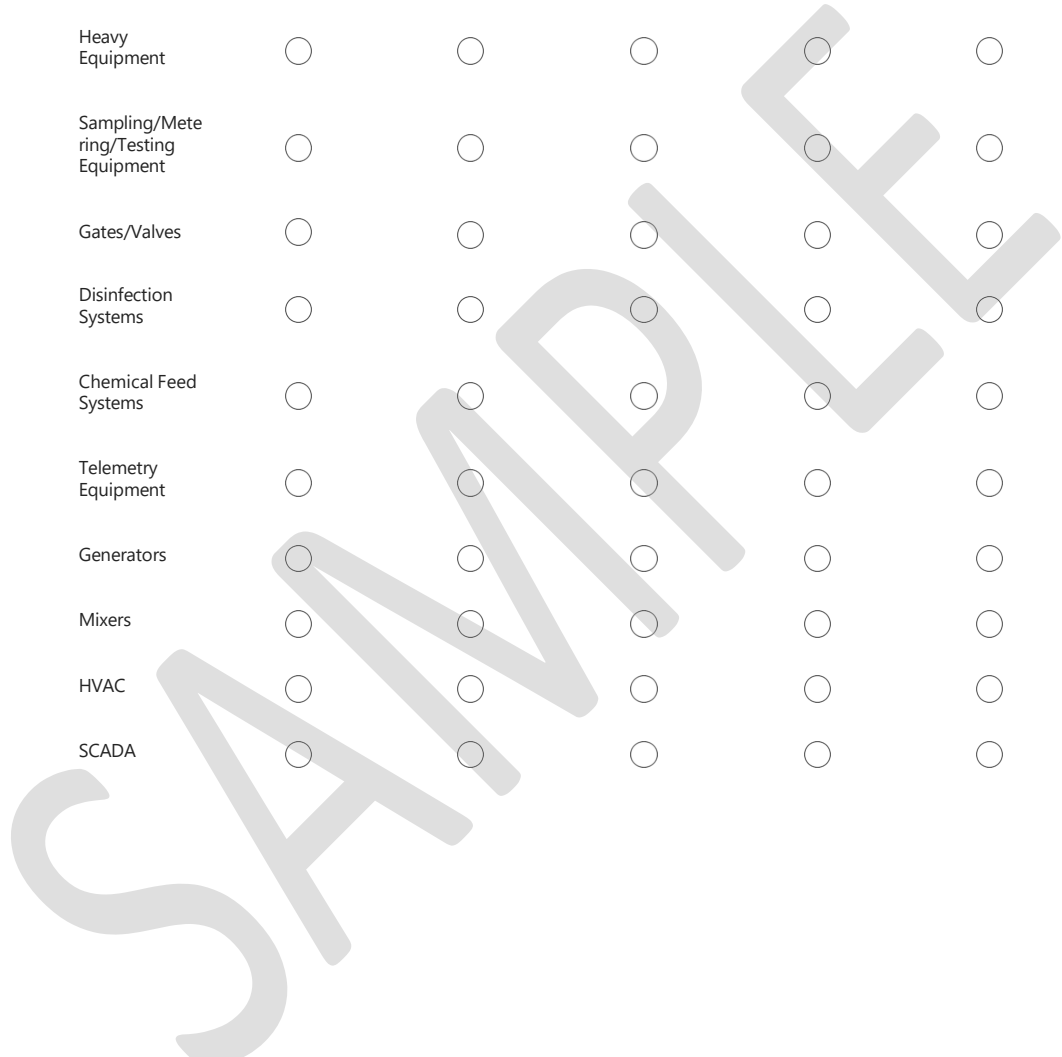 Heavy
Equipment
Sampling/Mete
ring/Testing
Equipment
Gates/Valves
Disinfection
Systems
Chemical Feed
Systems
Telemetry
Equipment
Generators
Mixers
HVAC
SCADA
SAMPLE